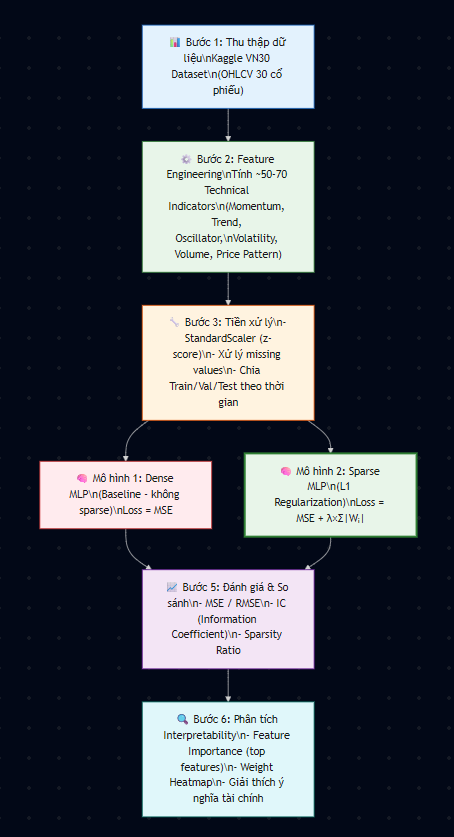 📊 Bước 1: Thu thập dữ
liệu\nKaggle VN30
Dataset\n(OHLCV 30 cổ
phiếu)
⚙️ Bước 2: Feature
Engineering\nTính ~50-70
Technical
Indicators\n(Momentum,
Trend,
Oscillator,\nVolatility,
Volume, Price Pattern)
🔧 Bước 3: Tiền xử lý\n-
StandardScaler (z-
score)\n- Xử lý missing
values\n- Chia
Train/Val/Test theo thời
gian
🧠 Mô hình 1: Dense
MLP\n(Baseline - không
sparse)\nLoss = MSE
🧠 Mô hình 2: Sparse
MLP\n(L1
Regularization)\nLoss =
MSE + λ×Σ|Wᵢ|
📈 Bước 5: Đánh giá & So
sánh\n- MSE / RMSE\n- IC
(Information
Coefficient)\n- Sparsity
Ratio
🔍 Bước 6: Phân tích
Interpretability\n- Feature
Importance (top
features)\n- Weight
Heatmap\n- Giải thích ý
nghĩa tài chính